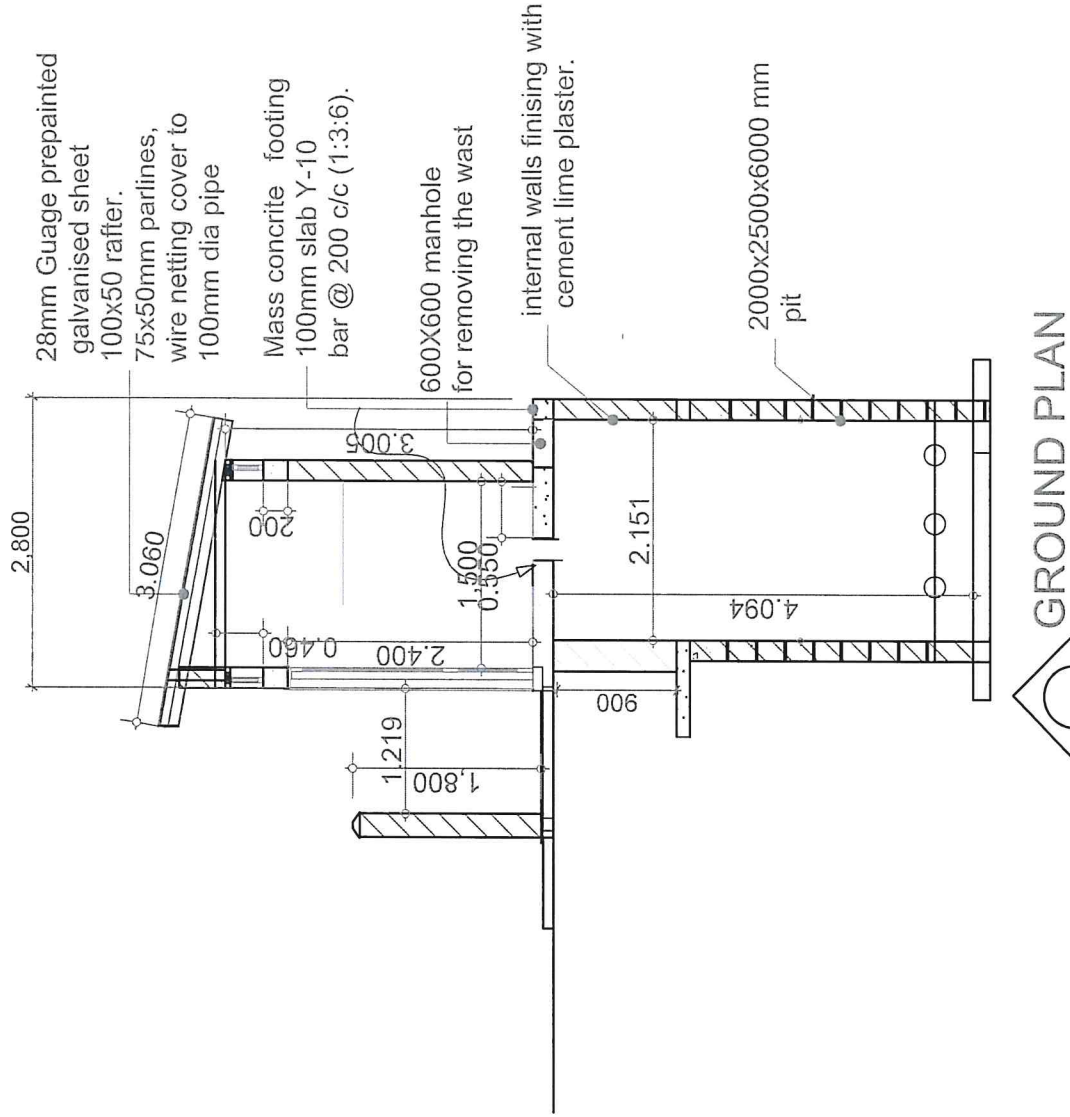 2,800
28mm Guage prepainted
galvanised sheet
100x50 rafter.
75x50mm parlines,
wire netting cover to
100mm dia pipe
3.060
3.005
200
Mass concrite footing
100mm slab Y-10
bar @ 200 c/c (1:3:6).
0.460
2.400
1,500
0.550
600X600 manhole
for removing the wast
1.219
1,800
internal walls finising with
cement lime plaster.
900
2.151
4.094
2000x2500x6000 mm
pit
GROUND PLAN